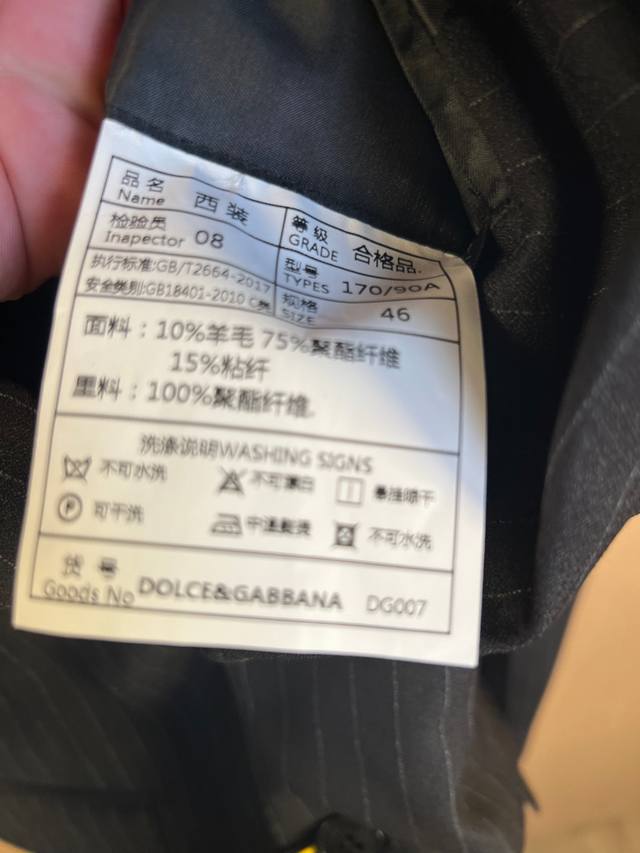 品名 西装
Name
等级 合格品.
GRADE
检验员 08
Inapector
型号 170/90A
TYPES
执行标准:GB/T2664-2017
安全类别:GB18401-2010 C类
规格 46
SIZE
面料：10%羊毛 75%聚酯纤维
15%粘纤
里料：100%聚酯纤维.
洗涤说明WASHING SIGNS
不可水洗 不可漂白 悬挂晾干
P 可干洗 中温熨烫 不可水洗
货号 DOLCE&GABBANA DG007
Goods No